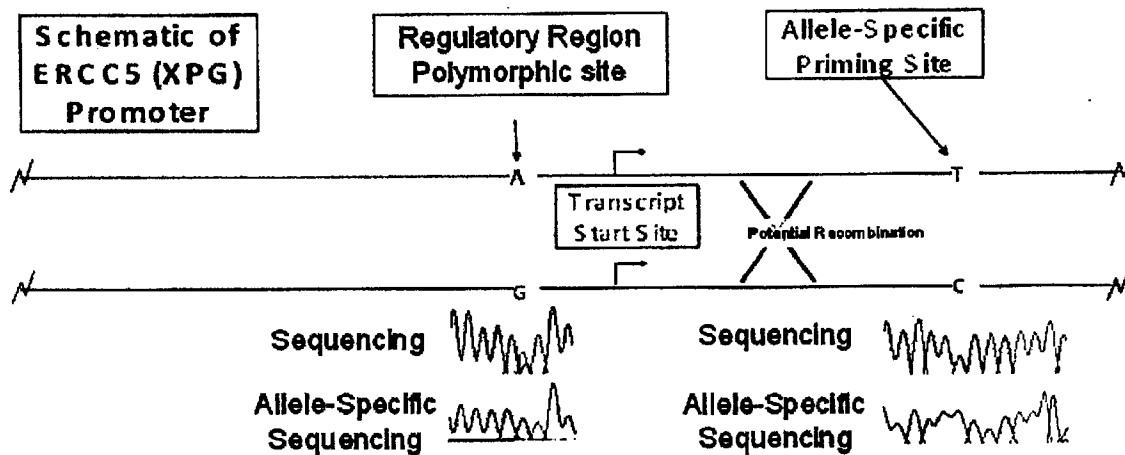 Schematic of
ERCC5 (XPG)
Promoter
Regulatory Region
Polymorphic site
Allele-Specific
Priming Site
A
T
Transcript
Start Site
Potential Recombination
G
C
Sequencing
Sequencing
Allele-Specific
Sequencing
Allele-Specific
Sequencing